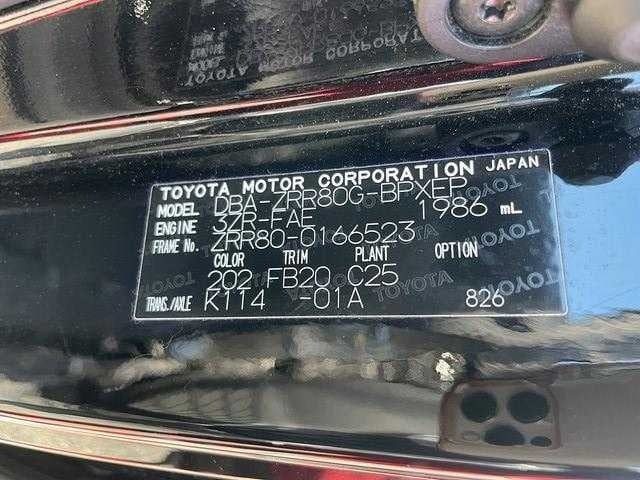 TOYOTA MOTOR CORPORATION JAPAN
MODEL DBA-ZRR80G-BPXEP
ENGINE 3ZR-FAE 1986 mL
FRAME No. ZRR80-0166523
COLOR TRIM PLANT OPTION
202 FB20 C25
TRANS./AXLE K114 -01A 826